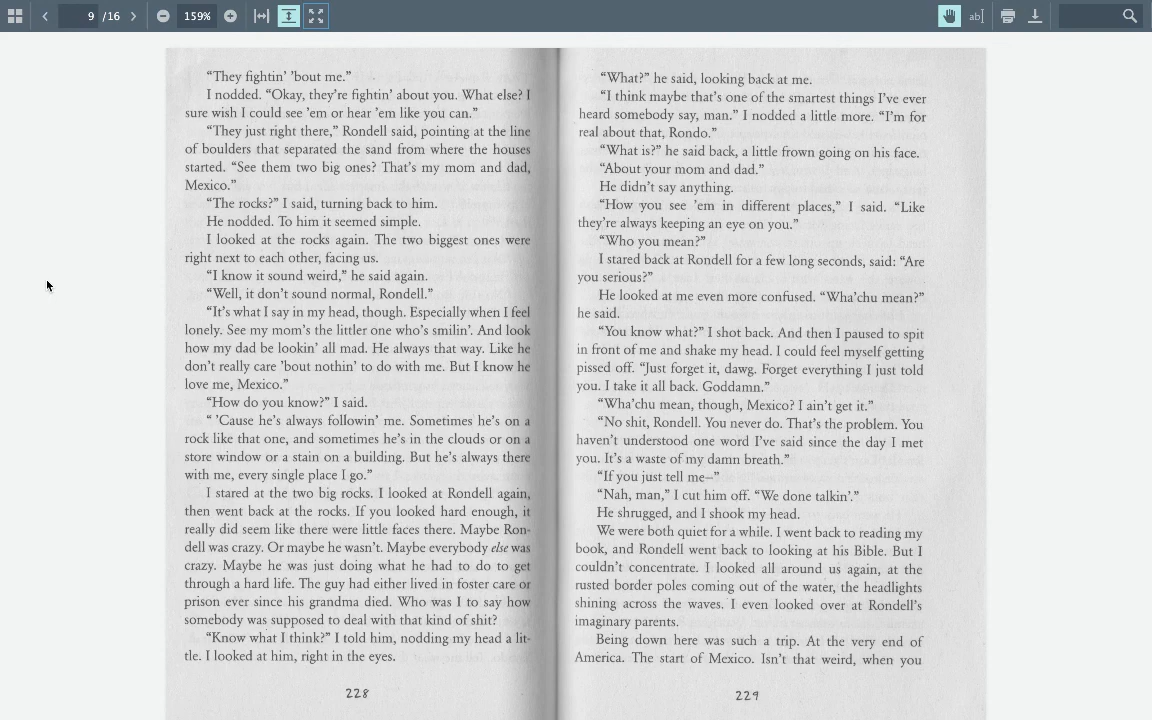 9 /16
159%
ab
“They fightin’ ’bout me.”
I nodded. “Okay, they’re fightin’ about you. What else? I
sure wish I could see ’em or hear ’em like you can.”
“They just right there,” Rondell said, pointing at the line
of boulders that separated the sand from where the houses
started. “See them two big ones? That’s my mom and dad,
Mexico.”
“The rocks?” I said, turning back to him.
He nodded. To him it seemed simple.
I looked at the rocks again. The two biggest ones were
right next to each other, facing us.
“I know it sound weird,” he said again.
“Well, it don’t sound normal, Rondell.”
“It’s what I say in my head, though. Especially when I feel
lonely. See my mom’s the littler one who’s smilin’. And look
how my dad be lookin’ all mad. He always that way. Like he
don’t really care ’bout nothin’ to do with me. But I know he
love me, Mexico.”
“How do you know?” I said.
“ ’Cause he’s always followin’ me. Sometimes he’s on a
rock like that one, and sometimes he’s in the clouds or on a
store window or a stain on a building. But he’s always there
with me, every single place I go.”
I stared at the two big rocks. I looked at Rondell again,
then went back at the rocks. If you looked hard enough, it
really did seem like there were little faces there. Maybe Ron-
dell was crazy. Or maybe he wasn’t. Maybe everybody else was
crazy. Maybe he was just doing what he had to do to get
through a hard life. The guy had either lived in foster care or
prison ever since his grandma died. Who was I to say how
somebody was supposed to deal with that kind of shit?
“Know what I think?” I told him, nodding my head a lit-
tle. I looked at him, right in the eyes.
228
“What?” he said, looking back at me.
“I think maybe that’s one of the smartest things I’ve ever
heard somebody say, man.” I nodded a little more. “I’m for
real about that, Rondo.”
“What is?” he said back, a little frown going on his face.
“About your mom and dad.”
He didn’t say anything.
“How you see ’em in different places,” I said. “Like
they’re always keeping an eye on you.”
“Who you mean?”
I stared back at Rondell for a few long seconds, said: “Are
you serious?”
He looked at me even more confused. “Wha’chu mean?”
he said.
“You know what?” I shot back. And then I paused to spit
in front of me and shake my head. I could feel myself getting
pissed off. “Just forget it, dawg. Forget everything I just told
you. I take it all back. Goddamn.”
“Wha’chu mean, though, Mexico? I ain’t get it.”
“No shit, Rondell. You never do. That’s the problem. You
haven’t understood one word I’ve said since the day I met
you. It’s a waste of my damn breath.”
“If you just tell me—”
“Nah, man,” I cut him off. “We done talkin’.”
He shrugged, and I shook my head.
We were both quiet for a while. I went back to reading my
book, and Rondell went back to looking at his Bible. But I
couldn’t concentrate. I looked all around us again, at the
rusted border poles coming out of the water, the headlights
shining across the waves. I even looked over at Rondell’s
imaginary parents.
Being down here was such a trip. At the very end of
America. The start of Mexico. Isn’t that weird, when you
229